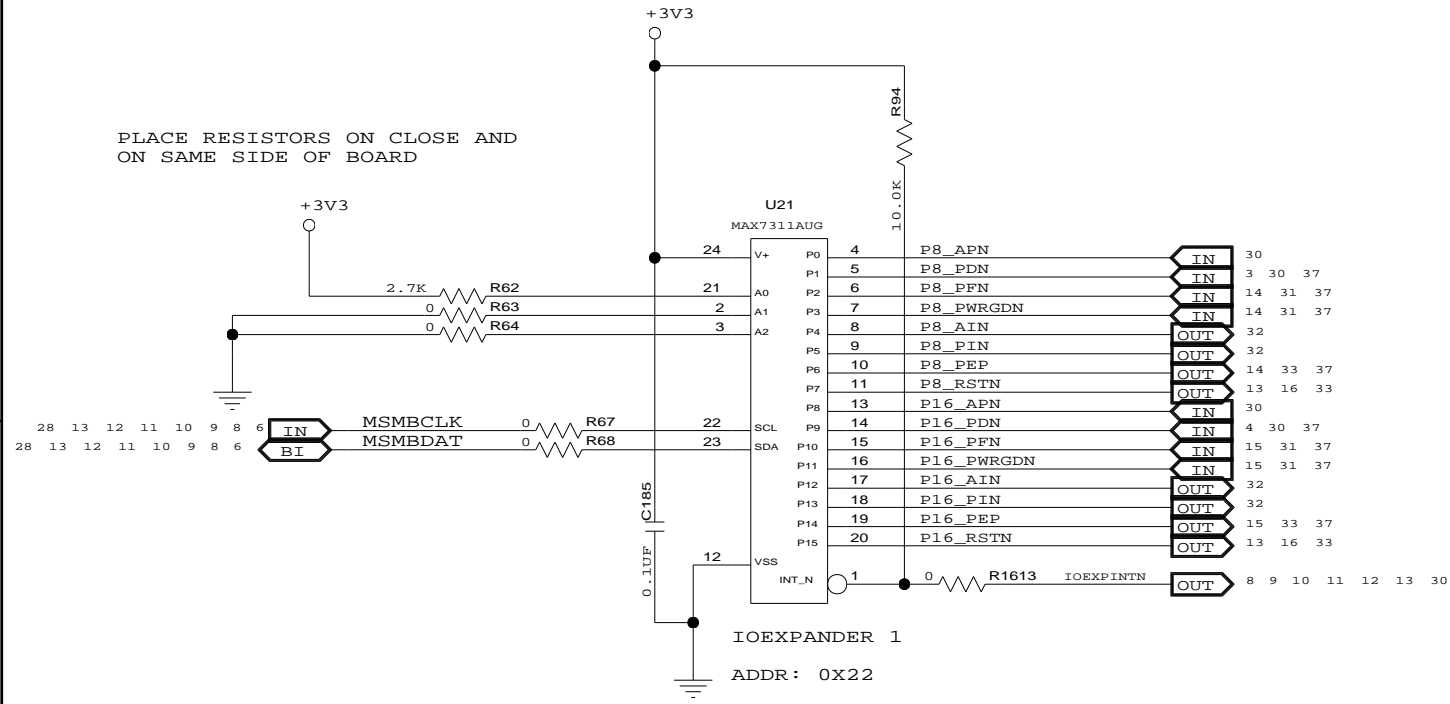 +3V3
PLACE RESISTORS ON CLOSE AND
ON SAME SIDE OF BOARD
R94
10.0K
+3V3
U21
MAX7311AUG
24 V+ P0 4 P8_APN IN 30
P1 5 P8_PDN IN 3 30 37
2.7K R62 21 A0 P2 6 P8_PFN IN 14 31 37
0 R63 2 A1 P3 7 P8_PWRGDN IN 14 31 37
0 R64 3 A2 P4 8 P8_AIN OUT 32
P5 9 P8_PIN OUT 32
P6 10 P8_PEP OUT 14 33 37
P7 11 P8_RSTN OUT 13 16 33
P8 13 P16_APN IN 30
28 13 12 11 10 9 8 6 IN MSMBCLK 0 R67 22 SCL P9 14 P16_PDN IN 4 30 37
28 13 12 11 10 9 8 6 BI MSMBDAT 0 R68 23 SDA P10 15 P16_PFN IN 15 31 37
P11 16 P16_PWRGDN IN 15 31 37
P12 17 P16_AIN OUT 32
P13 18 P16_PIN OUT 32
P14 19 P16_PEP OUT 15 33 37
P15 20 P16_RSTN OUT 13 16 33
C185
0.1UF
12 VSS
INT_N 1 0 R1613 IOEXPINTN OUT 8 9 10 11 12 13 30
IOEXPANDER 1
ADDR: 0X22